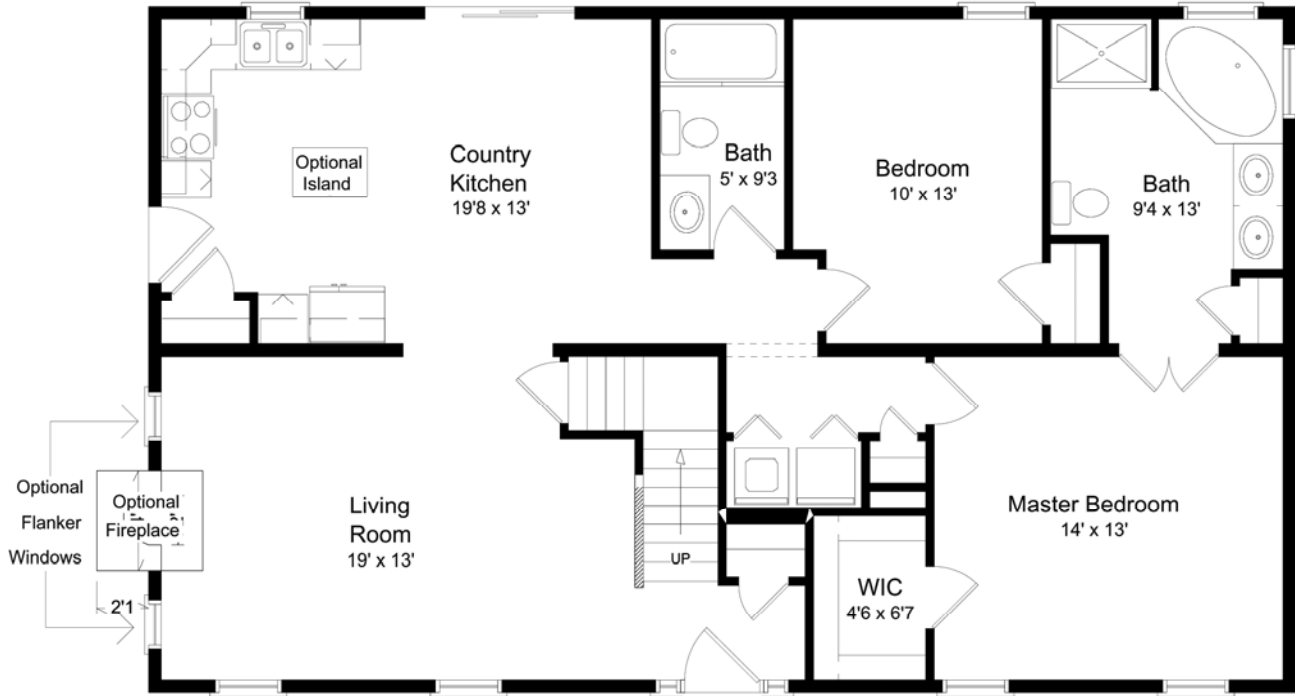 Country
Kitchen
19'8 x 13'
Optional
Island
Bath
5' x 9'3
Bedroom
10' x 13'
Bath
9'4 x 13'
Optional
Flanker
Windows
Optional
Fireplace
2'1
Living
Room
19' x 13'
UP
WIC
4'6 x 6'7
Master Bedroom
14' x 13'